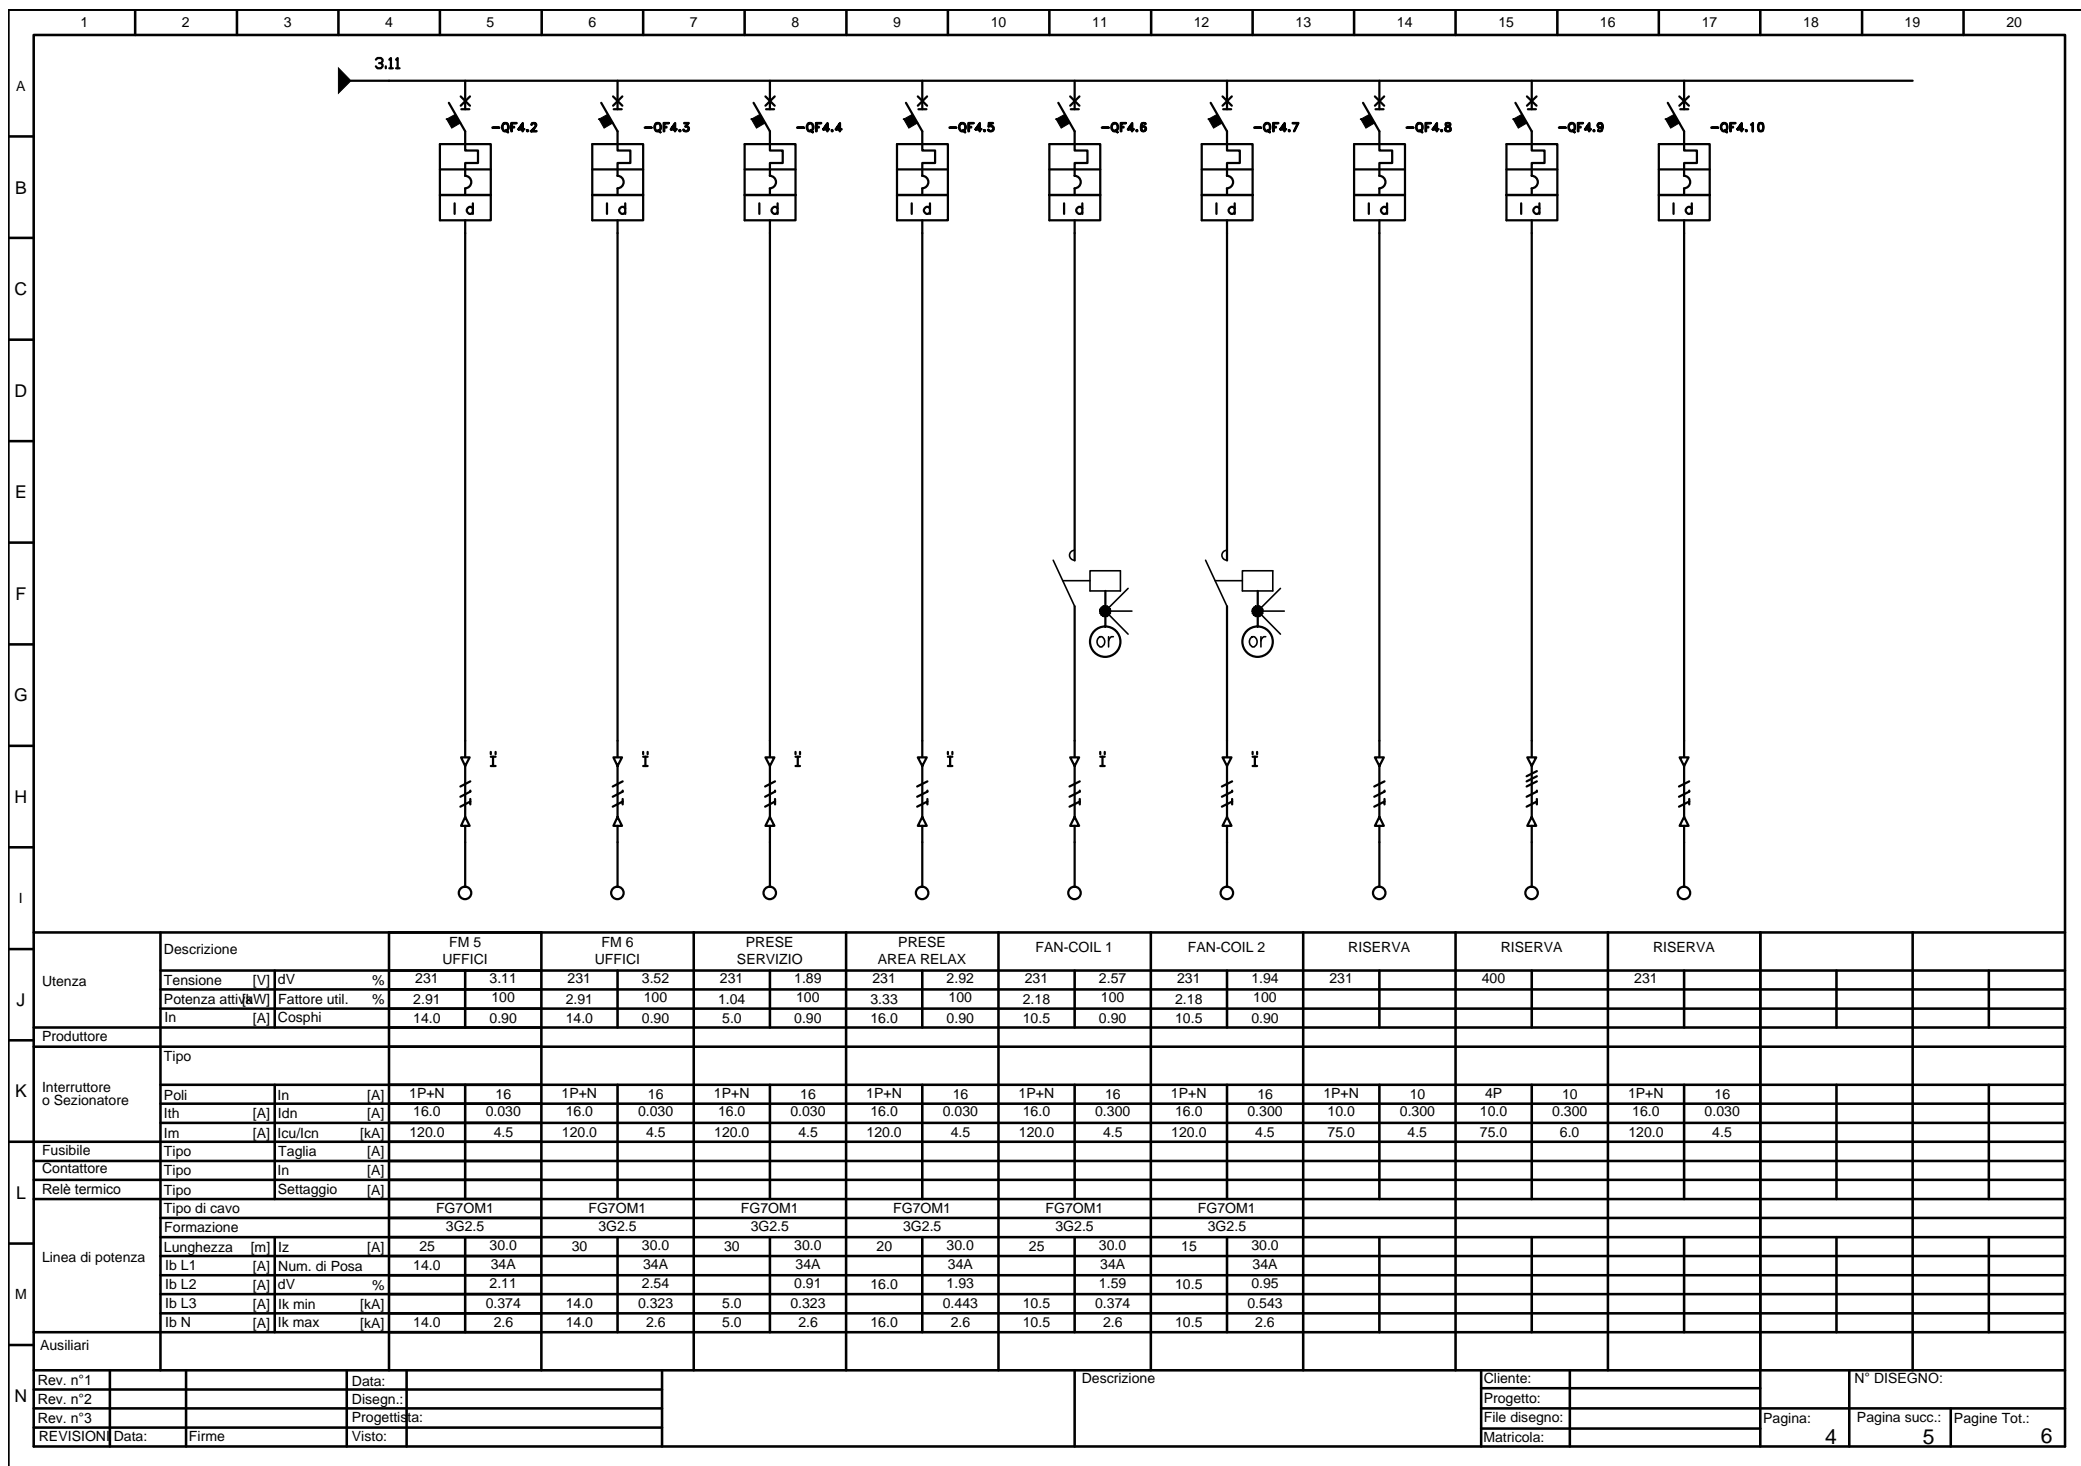 1 2 3 4 5 6 7 8 9 10 11 12 13 14 15 16 17 18 19 20
3.11
A
-QF4.2 -QF4.3 -QF4.4 -QF4.5 -QF4.6 -QF4.7 -QF4.8 -QF4.9 -QF4.10
B
I d I d I d I d I d I d I d I d I d
C
D
E
F
or or
G
Ï Ï Ï Ï Ï Ï
H
I
Utenza Descrizione FM 5 UFFICI FM 6 UFFICI PRESE SERVIZIO PRESE AREA RELAX FAN-COIL 1 FAN-COIL 2 RISERVA RISERVA RISERVA
Tensione [V] dV % 231 3.11 231 3.52 231 1.89 231 2.92 231 2.57 231 1.94 231 400 231
J
Potenza attiva [kW] Fattore util. % 2.91 100 2.91 100 1.04 100 3.33 100 2.18 100 2.18 100
In [A] Cosphi 14.0 0.90 14.0 0.90 5.0 0.90 16.0 0.90 10.5 0.90 10.5 0.90
Produttore
Tipo
K
Interruttore o Sezionatore
Poli In [A] 1P+N 16 1P+N 16 1P+N 16 1P+N 16 1P+N 16 1P+N 16 1P+N 10 4P 10 1P+N 16
Ith [A] Idn [A] 16.0 0.030 16.0 0.030 16.0 0.030 16.0 0.030 16.0 0.300 16.0 0.300 10.0 0.300 10.0 0.300 16.0 0.030
Im [A] Icu/Icn [kA] 120.0 4.5 120.0 4.5 120.0 4.5 120.0 4.5 120.0 4.5 120.0 4.5 75.0 4.5 75.0 6.0 120.0 4.5
Fusibile Tipo Taglia [A]
Contattore Tipo In [A]
L
Relè termico Tipo Settaggio [A]
Linea di potenza
Tipo di cavo FG7OM1 FG7OM1 FG7OM1 FG7OM1 FG7OM1 FG7OM1
Formazione 3G2.5 3G2.5 3G2.5 3G2.5 3G2.5 3G2.5
Lunghezza [m] Iz [A] 25 30.0 30 30.0 30 30.0 20 30.0 25 30.0 15 30.0
Ib L1 [A] Num. di Posa 14.0 34A 34A 34A 34A 34A 34A
M
Ib L2 [A] dV % 2.11 2.54 0.91 16.0 1.93 1.59 10.5 0.95
Ib L3 [A] Ik min [kA] 0.374 14.0 0.323 5.0 0.323 0.443 10.5 0.374 0.543
Ib N [A] Ik max [kA] 14.0 2.6 14.0 2.6 5.0 2.6 16.0 2.6 10.5 2.6 10.5 2.6
Ausiliari
N
Rev. n°1 Data: Descrizione Cliente: N° DISEGNO:
Rev. n°2 Disegn.: Progetto:
Rev. n°3 Progettista: File disegno: Pagina: Pagina succ.: Pagine Tot.:
REVISIONI Data: Firme Visto: Matricola: 4 5 6